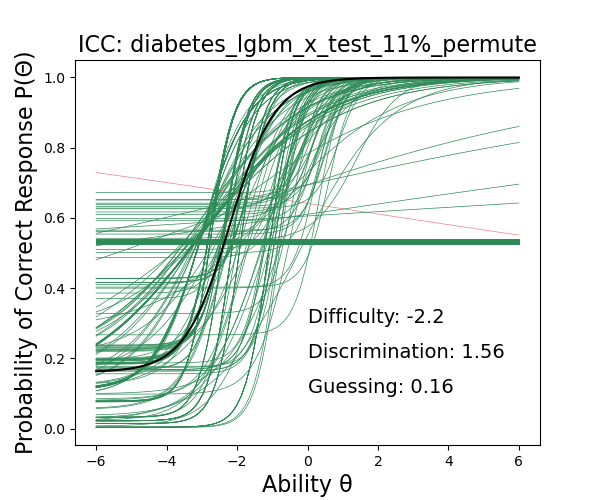 ICC: diabetes_lgbm_x_test_11%_permute
Probability of Correct Response P(Θ)
1.0
0.8
0.6
0.4
0.2
0.0
Difficulty: -2.2
Discrimination: 1.56
Guessing: 0.16
−6 −4 −2 0 2 4 6
Ability θ